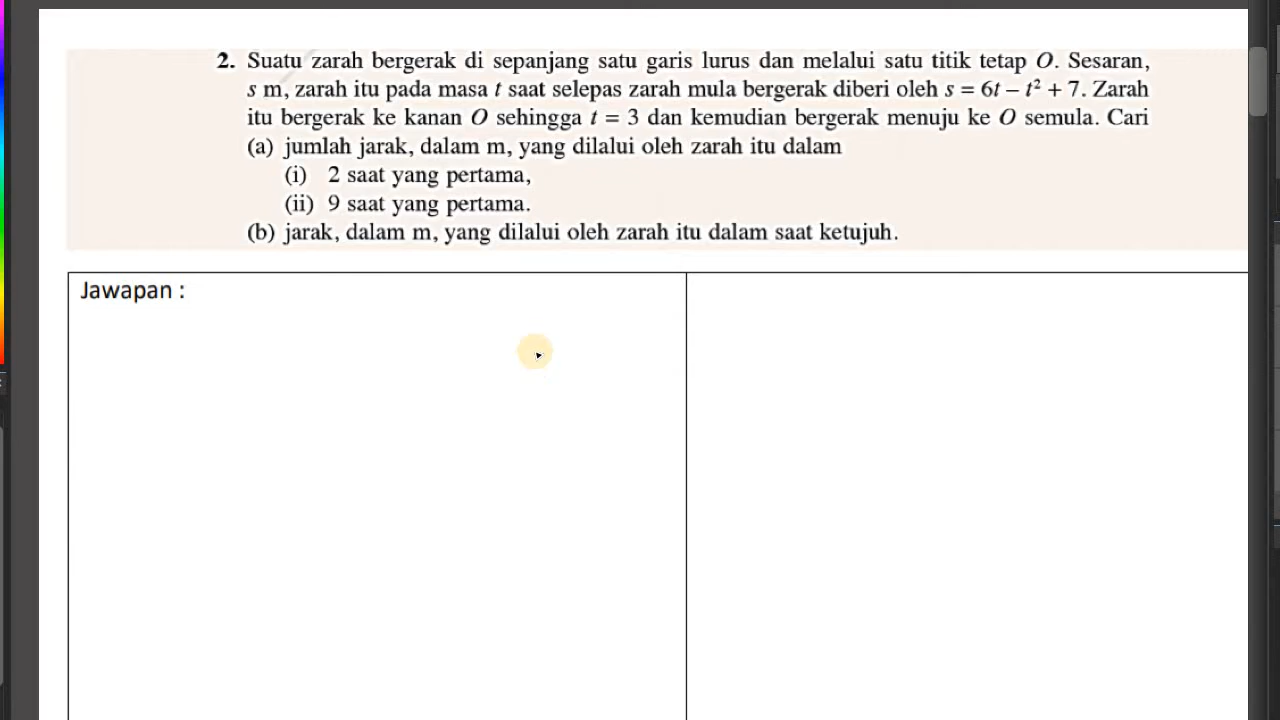 2. Suatu zarah bergerak di sepanjang satu garis lurus dan melalui satu titik tetap O. Sesaran,
s m, zarah itu pada masa t saat selepas zarah mula bergerak diberi oleh s = 6t – t² + 7. Zarah
itu bergerak ke kanan O sehingga t = 3 dan kemudian bergerak menuju ke O semula. Cari
(a) jumlah jarak, dalam m, yang dilalui oleh zarah itu dalam
(i) 2 saat yang pertama,
(ii) 9 saat yang pertama.
(b) jarak, dalam m, yang dilalui oleh zarah itu dalam saat ketujuh.
Jawapan :